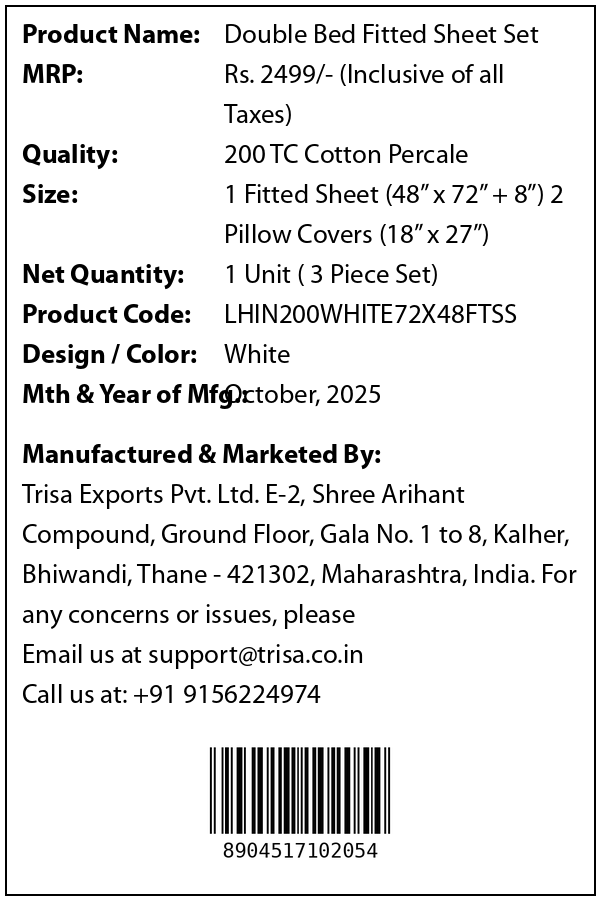 Product Name: Double Bed Fitted Sheet Set
MRP: Rs. 2499/- (Inclusive of all
Taxes)
Quality: 200 TC Cotton Percale
Size: 1 Fitted Sheet (48” x 72” + 8”) 2
Pillow Covers (18” x 27”)
Net Quantity: 1 Unit ( 3 Piece Set)
Product Code: LHIN200WHITE72X48FTSS
Design / Color: White
Mth & Year of Mfg.: October, 2025
Manufactured & Marketed By:
Trisa Exports Pvt. Ltd. E-2, Shree Arihant
Compound, Ground Floor, Gala No. 1 to 8, Kalher,
Bhiwandi, Thane - 421302, Maharashtra, India. For
any concerns or issues, please
Email us at support@trisa.co.in
Call us at: +91 9156224974
8904517102054